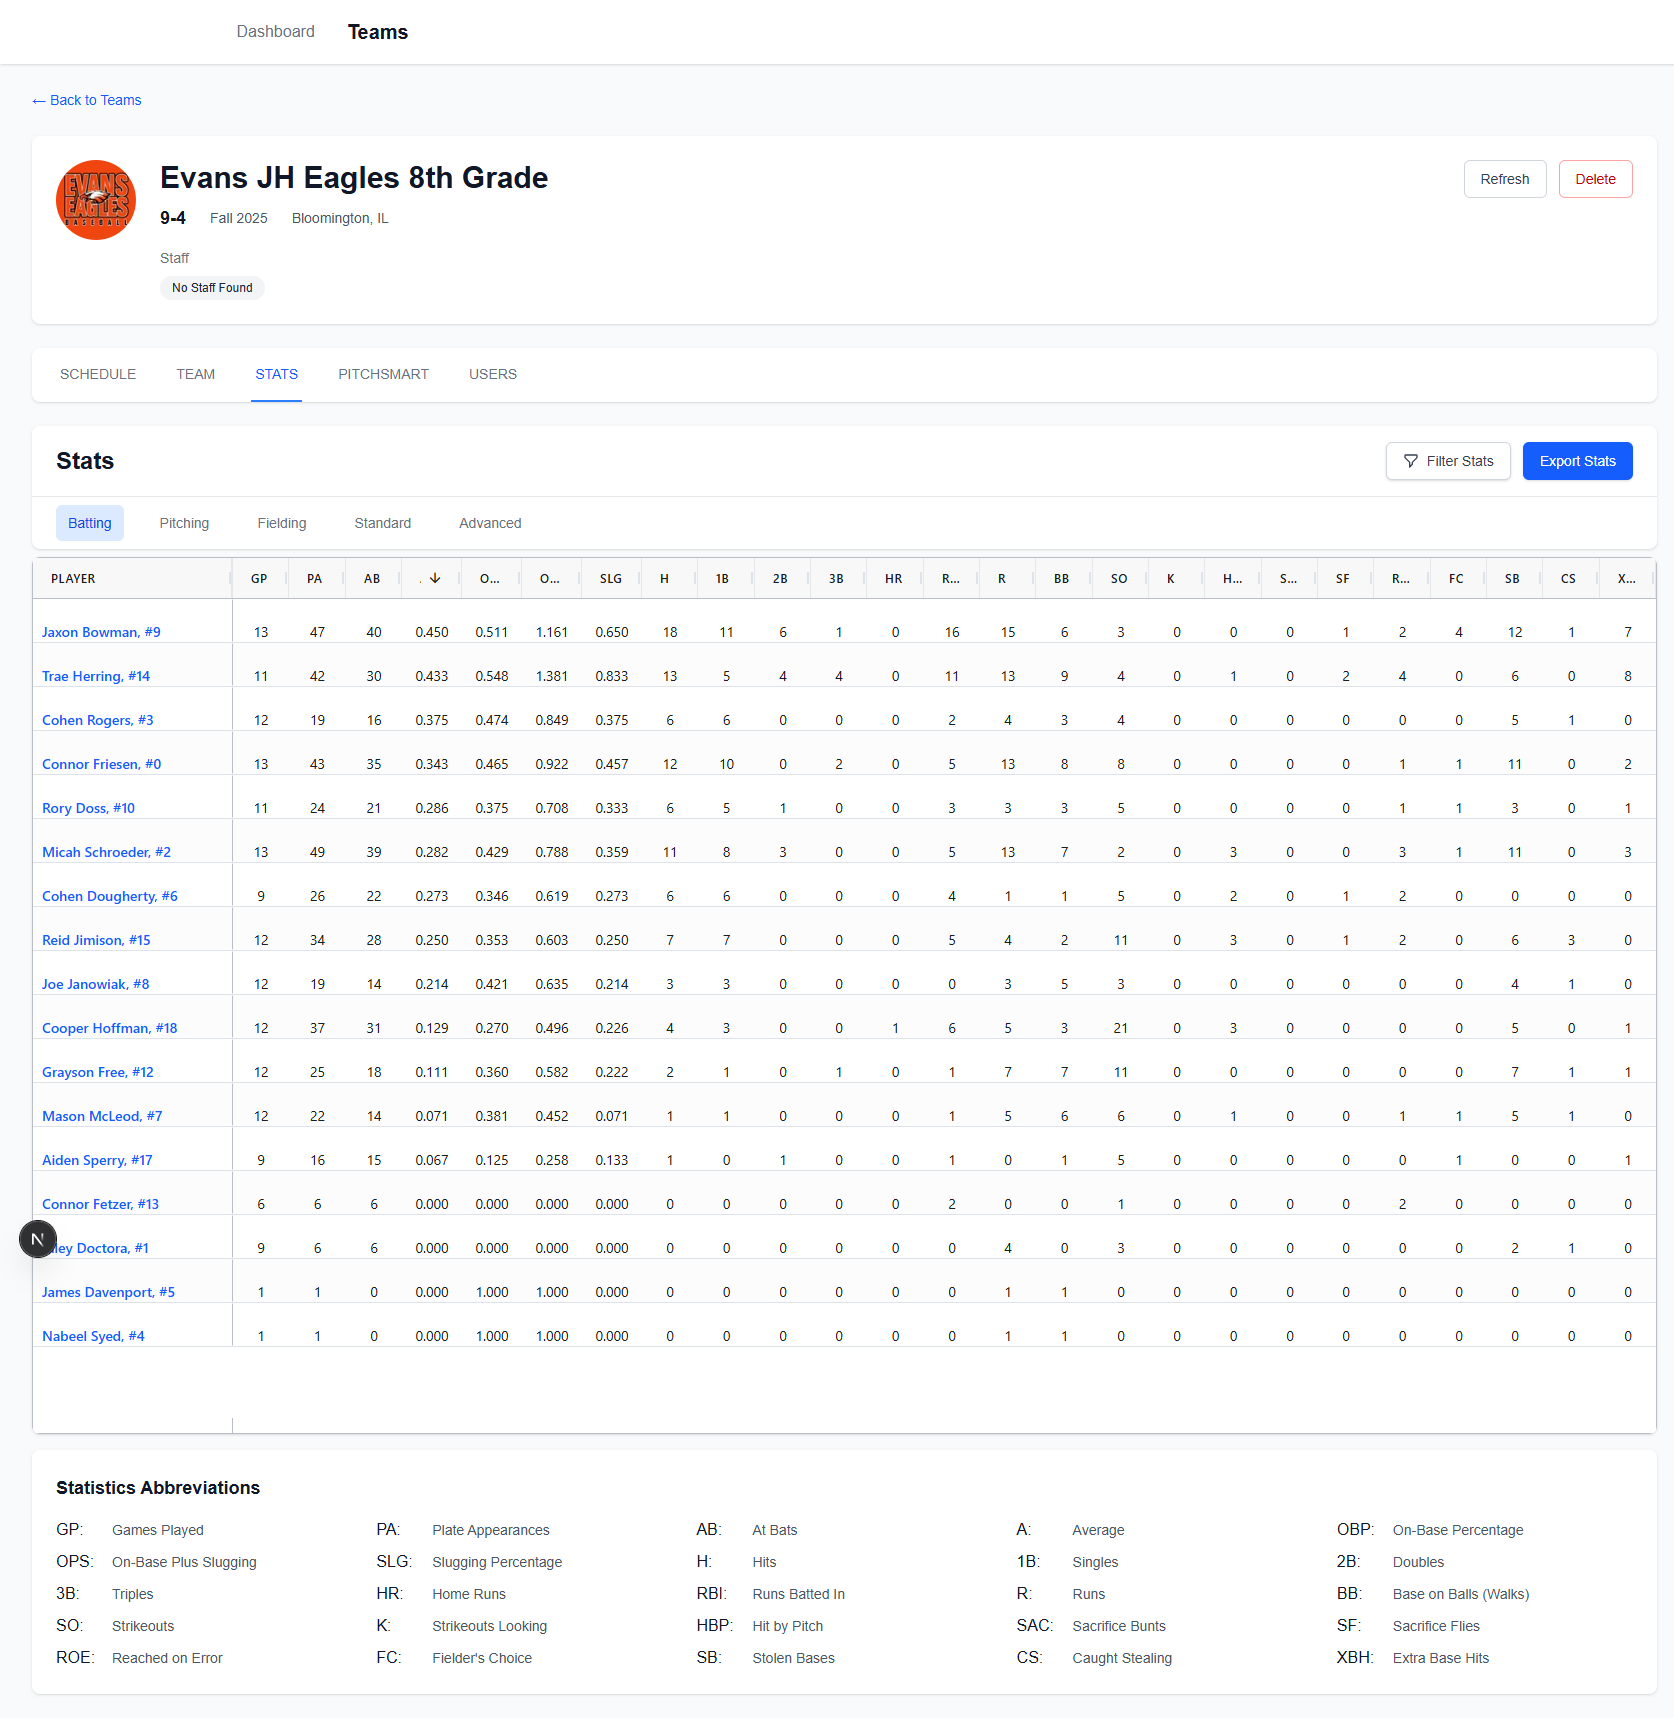 Dashboard Teams
← Back to Teams
EVANS
EAGLES
BASEBALL
Evans JH Eagles 8th Grade
9-4 Fall 2025 Bloomington, IL
Staff
No Staff Found
Refresh Delete
SCHEDULE TEAM STATS PITCHSMART USERS
Stats
Filter Stats Export Stats
Batting Pitching Fielding Standard Advanced
PLAYER GP PA AB . ↓ O... O... SLG H 1B 2B 3B HR R... R BB SO K H... S... SF R... FC SB CS X...
Jaxon Bowman, #9 13 47 40 0.450 0.511 1.161 0.650 18 11 6 1 0 16 15 6 3 0 0 0 1 2 4 12 1 7
Trae Herring, #14 11 42 30 0.433 0.548 1.381 0.833 13 5 4 4 0 11 13 9 4 0 1 0 2 4 0 6 0 8
Cohen Rogers, #3 12 19 16 0.375 0.474 0.849 0.375 6 6 0 0 0 2 4 3 4 0 0 0 0 0 0 5 1 0
Connor Friesen, #0 13 43 35 0.343 0.465 0.922 0.457 12 10 0 2 0 5 13 8 8 0 0 0 0 1 1 11 0 2
Rory Doss, #10 11 24 21 0.286 0.375 0.708 0.333 6 5 1 0 0 3 3 3 5 0 0 0 0 1 1 3 0 1
Micah Schroeder, #2 13 49 39 0.282 0.429 0.788 0.359 11 8 3 0 0 5 13 7 2 0 3 0 0 3 1 11 0 3
Cohen Dougherty, #6 9 26 22 0.273 0.346 0.619 0.273 6 6 0 0 0 4 1 1 5 0 2 0 1 2 0 0 0 0
Reid Jimison, #15 12 34 28 0.250 0.353 0.603 0.250 7 7 0 0 0 5 4 2 11 0 3 0 1 2 0 6 3 0
Joe Janowiak, #8 12 19 14 0.214 0.421 0.635 0.214 3 3 0 0 0 0 3 5 3 0 0 0 0 0 0 4 1 0
Cooper Hoffman, #18 12 37 31 0.129 0.270 0.496 0.226 4 3 0 0 1 6 5 3 21 0 3 0 0 0 0 5 0 1
Grayson Free, #12 12 25 18 0.111 0.360 0.582 0.222 2 1 0 1 0 1 7 7 11 0 0 0 0 0 0 7 1 1
Mason McLeod, #7 12 22 14 0.071 0.381 0.452 0.071 1 1 0 0 0 1 5 6 6 0 1 0 0 1 1 5 1 0
Aiden Sperry, #17 9 16 15 0.067 0.125 0.258 0.133 1 0 1 0 0 1 0 1 5 0 0 0 0 0 1 0 0 1
Connor Fetzer, #13 6 6 6 0.000 0.000 0.000 0.000 0 0 0 0 0 2 0 0 1 0 0 0 0 2 0 0 0 0
N ley Doctora, #1 9 6 6 0.000 0.000 0.000 0.000 0 0 0 0 0 0 4 0 3 0 0 0 0 0 0 2 1 0
James Davenport, #5 1 1 0 0.000 1.000 1.000 0.000 0 0 0 0 0 0 1 1 0 0 0 0 0 0 0 0 0 0
Nabeel Syed, #4 1 1 0 0.000 1.000 1.000 0.000 0 0 0 0 0 0 1 1 0 0 0 0 0 0 0 0 0 0
Statistics Abbreviations
GP: Games Played PA: Plate Appearances AB: At Bats A: Average OBP: On-Base Percentage
OPS: On-Base Plus Slugging SLG: Slugging Percentage H: Hits 1B: Singles 2B: Doubles
3B: Triples HR: Home Runs RBI: Runs Batted In R: Runs BB: Base on Balls (Walks)
SO: Strikeouts K: Strikeouts Looking HBP: Hit by Pitch SAC: Sacrifice Bunts SF: Sacrifice Flies
ROE: Reached on Error FC: Fielder's Choice SB: Stolen Bases CS: Caught Stealing XBH: Extra Base Hits